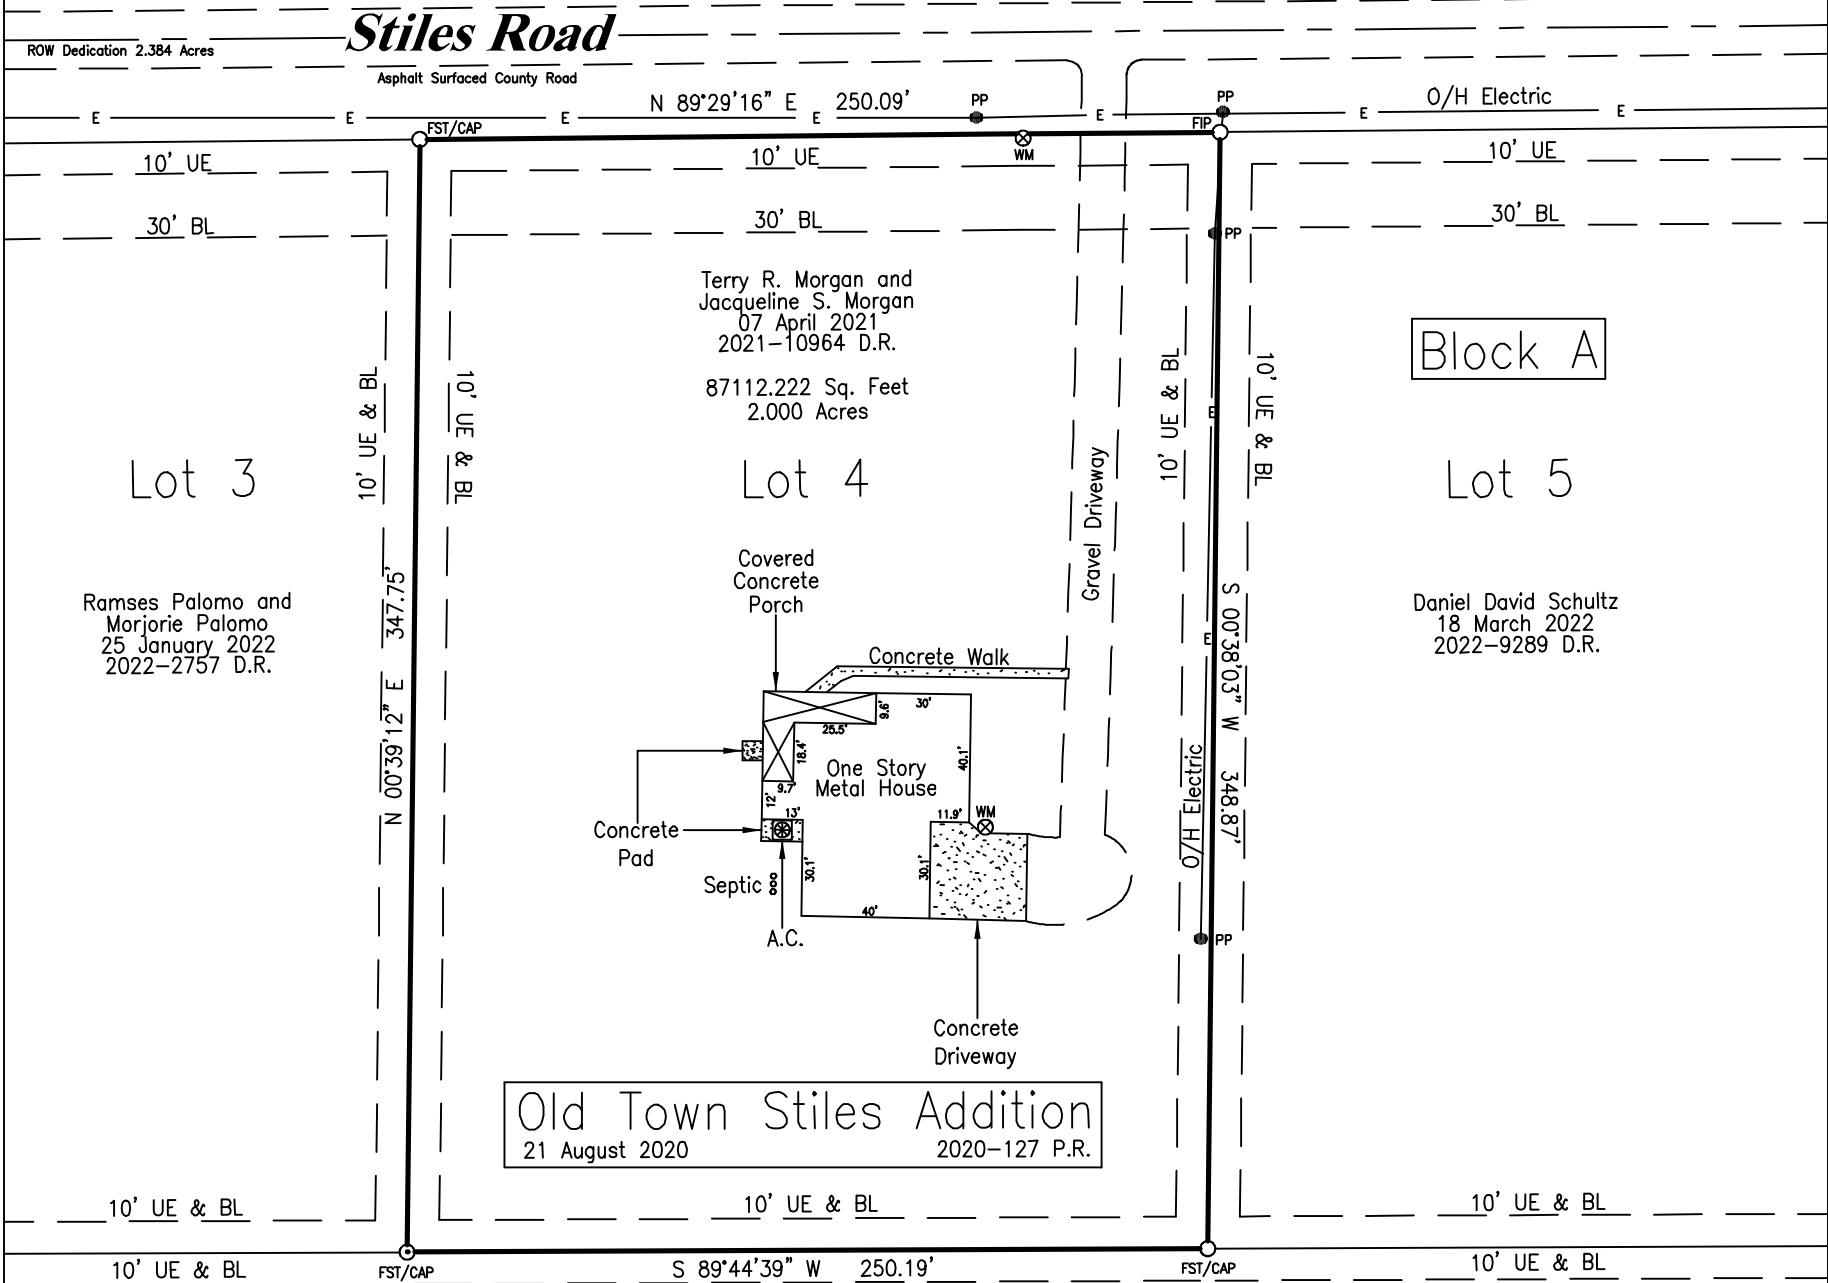 Stiles Road
ROW Dedication 2.384 Acres
Asphalt Surfaced County Road
N 89°29'16" E 250.09'
PP
PP
O/H Electric
E
E
E
E
E
E
E
FST/CAP
FIP
WM
10' UE
10' UE
10' UE
30' BL
30' BL
30' BL
PP
Terry R. Morgan and
Jacqueline S. Morgan
07 April 2021
2021-10964 D.R.
87112.222 Sq. Feet
2.000 Acres
Block A
10' UE & BL
10' UE & BL
10' UE & BL
10' UE & BL
E
Lot 3
Lot 4
Lot 5
Gravel Driveway
Covered
Concrete
Porch
Ramses Palomo and
Morjorie Palomo
25 January 2022
2022-2757 D.R.
N 00°39'12" E 347.75'
Daniel David Schultz
18 March 2022
2022-9289 D.R.
S 00°38'03" W 348.87'
E
Concrete Walk
30'
9.6'
25.5'
18.4'
40.1'
One Story
Metal House
9.7'
12'
13'
11.9'
WM
O/H Electric
Concrete
Pad
30.1'
30.1'
Septic
40'
A.C.
PP
Concrete
Driveway
Old Town Stiles Addition
21 August 2020 2020-127 P.R.
10' UE & BL
10' UE & BL
10' UE & BL
10' UE & BL
FST/CAP
S 89°44'39" W 250.19'
FST/CAP
10' UE & BL